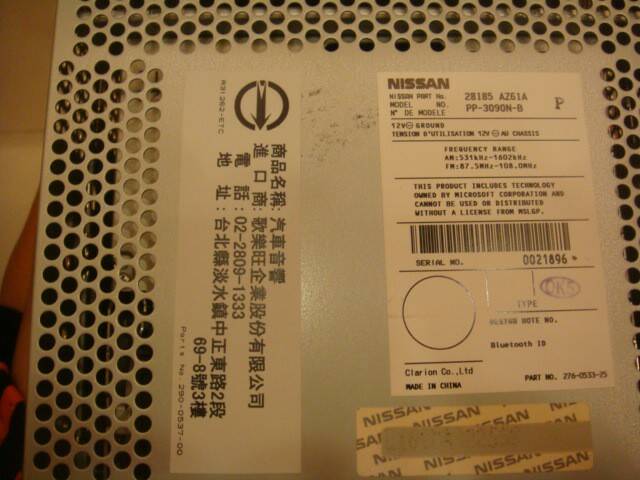 R31362-ETC
商品名稱: 汽車音響
進口商: 歌樂旺企業股份有限公司
電話: 02-2809-1333
地址: 台北縣淡水鎮中正東路2段
69-8號3樓
Parts No. 290-0537-00
NISSAN
NISSAN PART No. 28185 AZ61A
MODEL NO. PP-3090N-B
N° DE MODELE
P
12V⊖GROUND
TENSION D'UTILISATION 12V ⊖ AU CHASSIS
FREQUENCY RANGE
AM:531kHz-1602kHz
FM:87.5MHz-108.0MHz
THIS PRODUCT INCLUDES TECHNOLOGY
OWNED BY MICROSOFT CORPORATION AND
CANNOT BE USED OR DISTRIBUTED
WITHOUT A LICENSE FROM MSLGP.
SERIAL NO. 0021896
TYPE
Bluetooth ID
Clarion Co.,Ltd
MADE IN CHINA
PART NO. 276-0533-25
NISSAN NISSAN
NISSAN NISSAN